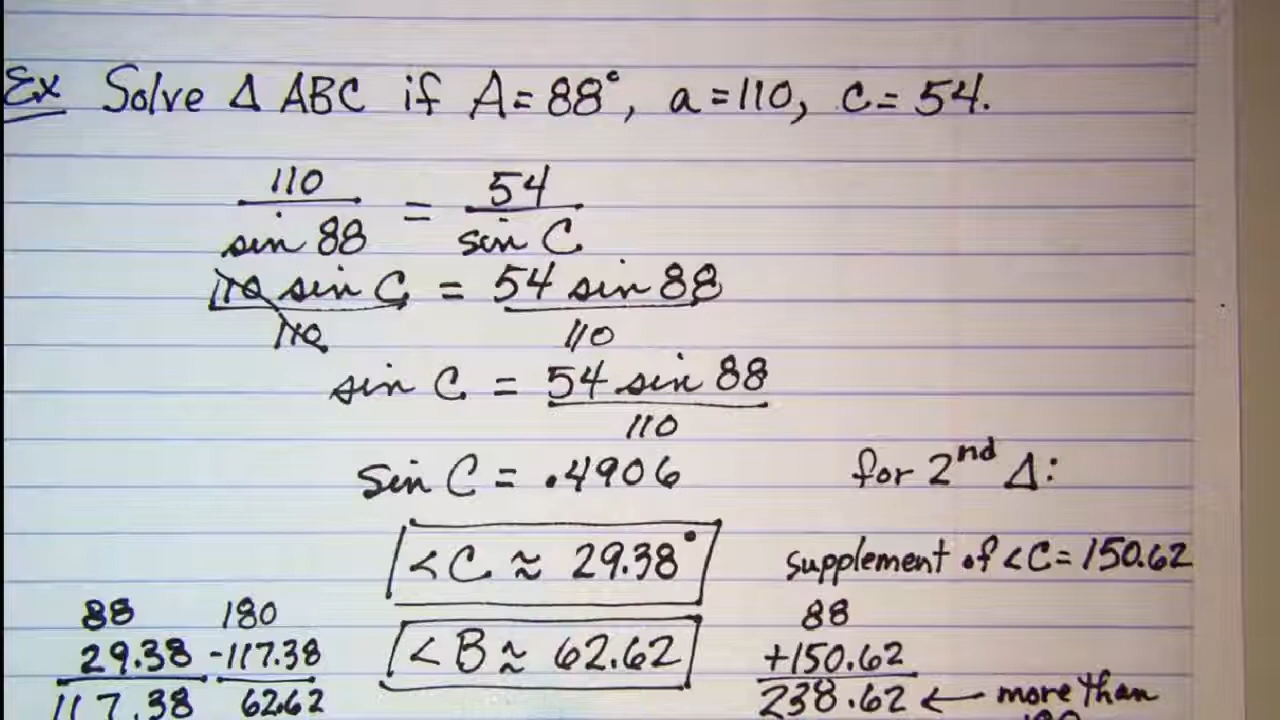 Ex Solve Δ ABC if A=88°, a=110, c=54.
110 / sin 88 = 54 / sin C
110 sin C / 110 = 54 sin 88 / 110
sin C = 54 sin 88 / 110
sin C = .4906
for 2nd Δ:
<C ≈ 29.38°
supplement of <C = 150.62
88
29.38
117.38
180
-117.38
62.62
<B ≈ 62.62
88
+150.62
238.62 ← more than